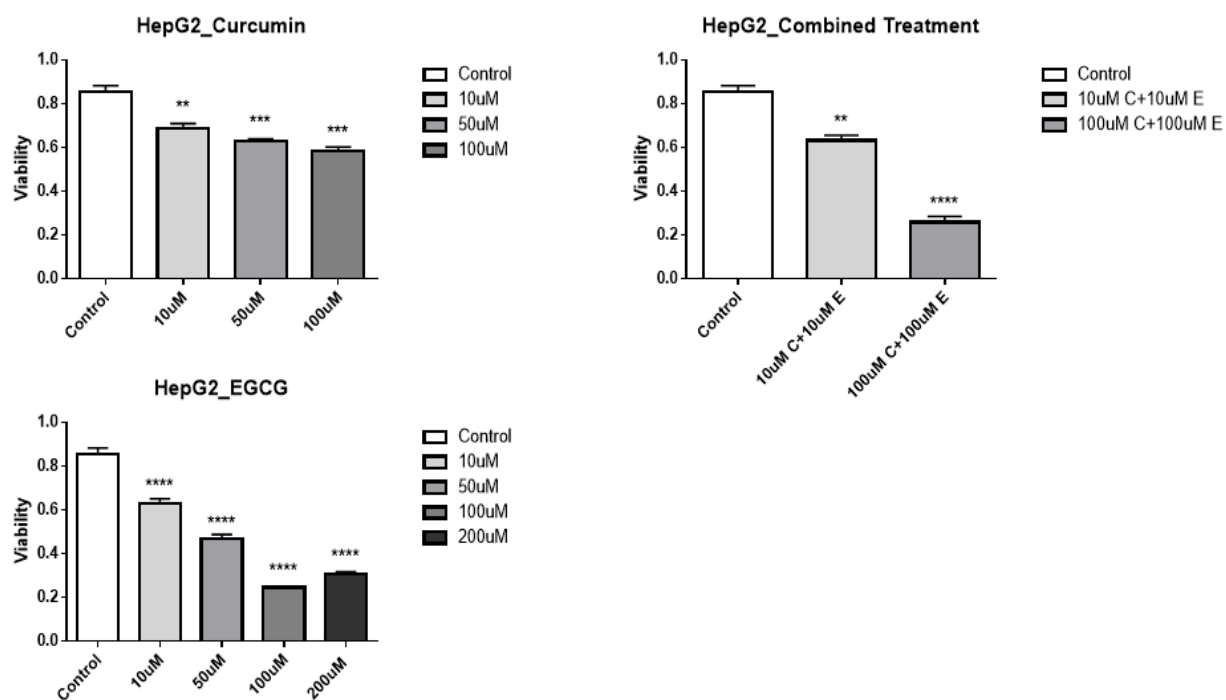 HepG2_Curcumin
1.0
0.8
0.6
0.4
0.2
0.0
Viability
**
***
***
Control
10uM
50uM
100uM
Control
10uM
50uM
100uM
HepG2_Combined Treatment
1.0
0.8
0.6
0.4
0.2
0.0
Viability
**
****
Control
10uM C+10uM E
100uM C+100uM E
Control
10uM C+10uM E
100uM C+100uM E
HepG2_EGCG
1.0
0.8
0.6
0.4
0.2
0.0
Viability
****
****
****
****
Control
10uM
50uM
100uM
200uM
Control
10uM
50uM
100uM
200uM